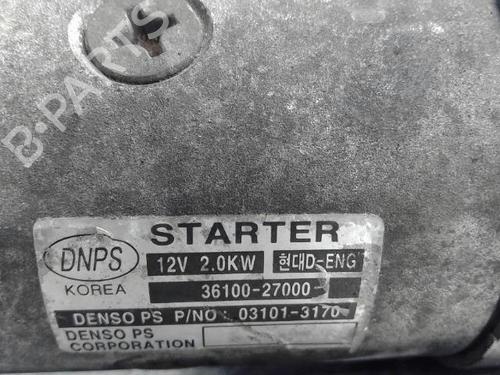 B-PARTS
STARTER
DNPS
12V 2.0KW 현대D-ENG
KOREA
36100-27000
DENSO PS P/NO : 03101-3170
DENSO PS
CORPORATION